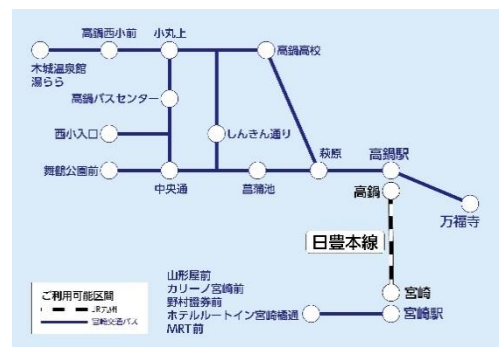 高鍋西小前
小丸上
高鍋高校
木城温泉館
湯らら
高鍋バスセンター
西小入口
しんきん通り
萩原
高鍋駅
舞鶴公園前
中央通
菖蒲池
高鍋
万福寺
日豊本線
山形屋前
カリーノ宮崎前
野村證券前
ホテルルートイン宮崎橘通
MRT前
宮崎
宮崎駅
ご利用可能区間
JR九州
宮崎交通バス